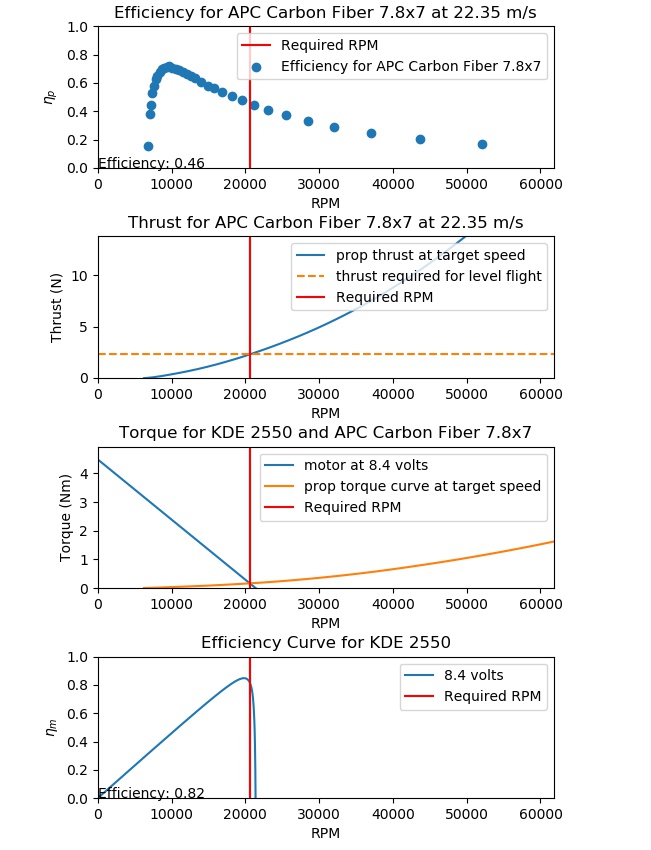 Efficiency for APC Carbon Fiber 7.8x7 at 22.35 m/s
1.0
0.8
0.6
0.4
0.2
0.0
ηp
Required RPM
Efficiency for APC Carbon Fiber 7.8x7
Efficiency: 0.46
0 10000 20000 30000 40000 50000 60000
RPM
Thrust for APC Carbon Fiber 7.8x7 at 22.35 m/s
10
5
0
Thrust (N)
prop thrust at target speed
thrust required for level flight
Required RPM
0 10000 20000 30000 40000 50000 60000
RPM
Torque for KDE 2550 and APC Carbon Fiber 7.8x7
4
3
2
1
0
Torque (Nm)
motor at 8.4 volts
prop torque curve at target speed
Required RPM
0 10000 20000 30000 40000 50000 60000
RPM
Efficiency Curve for KDE 2550
1.0
0.8
0.6
0.4
0.2
0.0
ηm
8.4 volts
Required RPM
Efficiency: 0.82
0 10000 20000 30000 40000 50000 60000
RPM